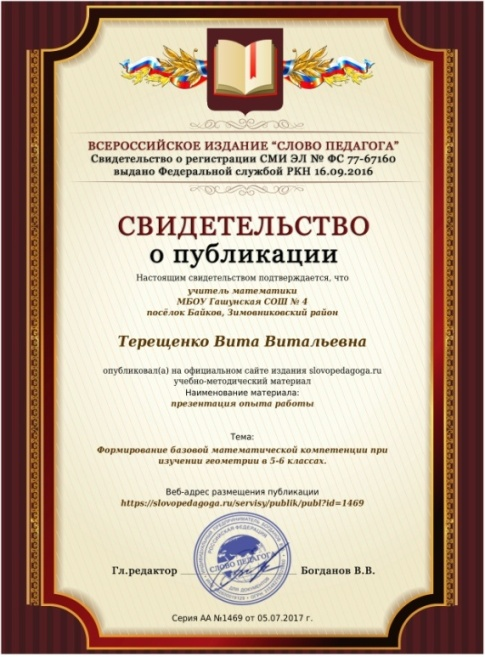 ВСЕРОССИЙСКОЕ ИЗДАНИЕ "СЛОВО ПЕДАГОГА"
Свидетельство о регистрации СМИ ЭЛ № ФС 77-67160
выдано Федеральной службой РКН 16.09.2016
СВИДЕТЕЛЬСТВО
о публикации
Настоящим свидетельством подтверждается, что
учитель математики
МБОУ Гашунская СОШ № 4
посёлок Байков, Зимовниковский район
Терещенко Вита Витальевна
опубликовал(а) на официальном сайте издания slovopedagoga.ru
учебно-методический материал
Наименование материала:
презентация опыта работы
Тема:
Формирование базовой математической компетенции при
изучении геометрии в 5-6 классах.
Веб-адрес размещения публикации
https://slovopedagoga.ru/servisy/publik/publ?id=1469
СЛОВО ПЕДАГОГА
ДЛЯ ДОКУМЕНТОВ
Гл.редактор Богданов В.В.
Серия АА №1469 от 05.07.2017 г.